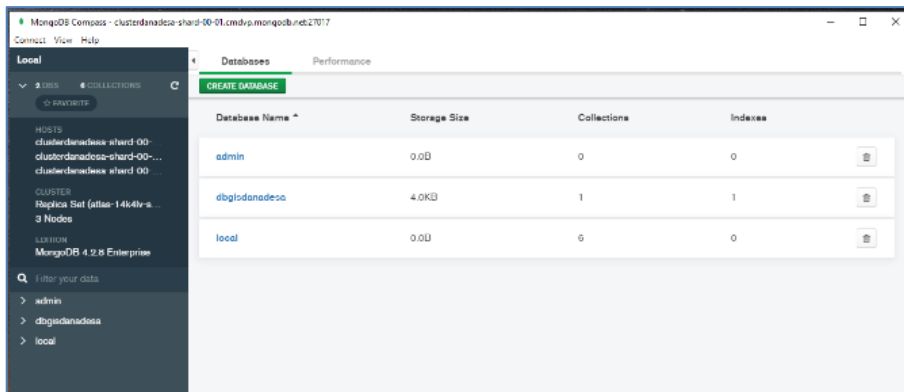 MongoDB Compass - clusterdanadesa-shard-00-01.cmdvp.mongodb.net:27017
Connect View Help
Local
Databases Performance
DBS 6 COLLECTIONS
FAVORITE
CREATE DATABASE
HOSTS
clusterdanadesa-shard-00-...
clusterdanadesa-shard-00-...
clusterdanadesa-shard-00-...
CLUSTER
Replica Set (atlas-14k4lv-s...
3 Nodes
EDITION
MongoDB 4.2.8 Enterprise
Filter your data
admin
dbgisdanadesa
local
Database Name Storage Size Collections Indexes
admin 0.0B 0 0
dbgisdanadesa 4.0KB 1 1
local 0.0B 6 0